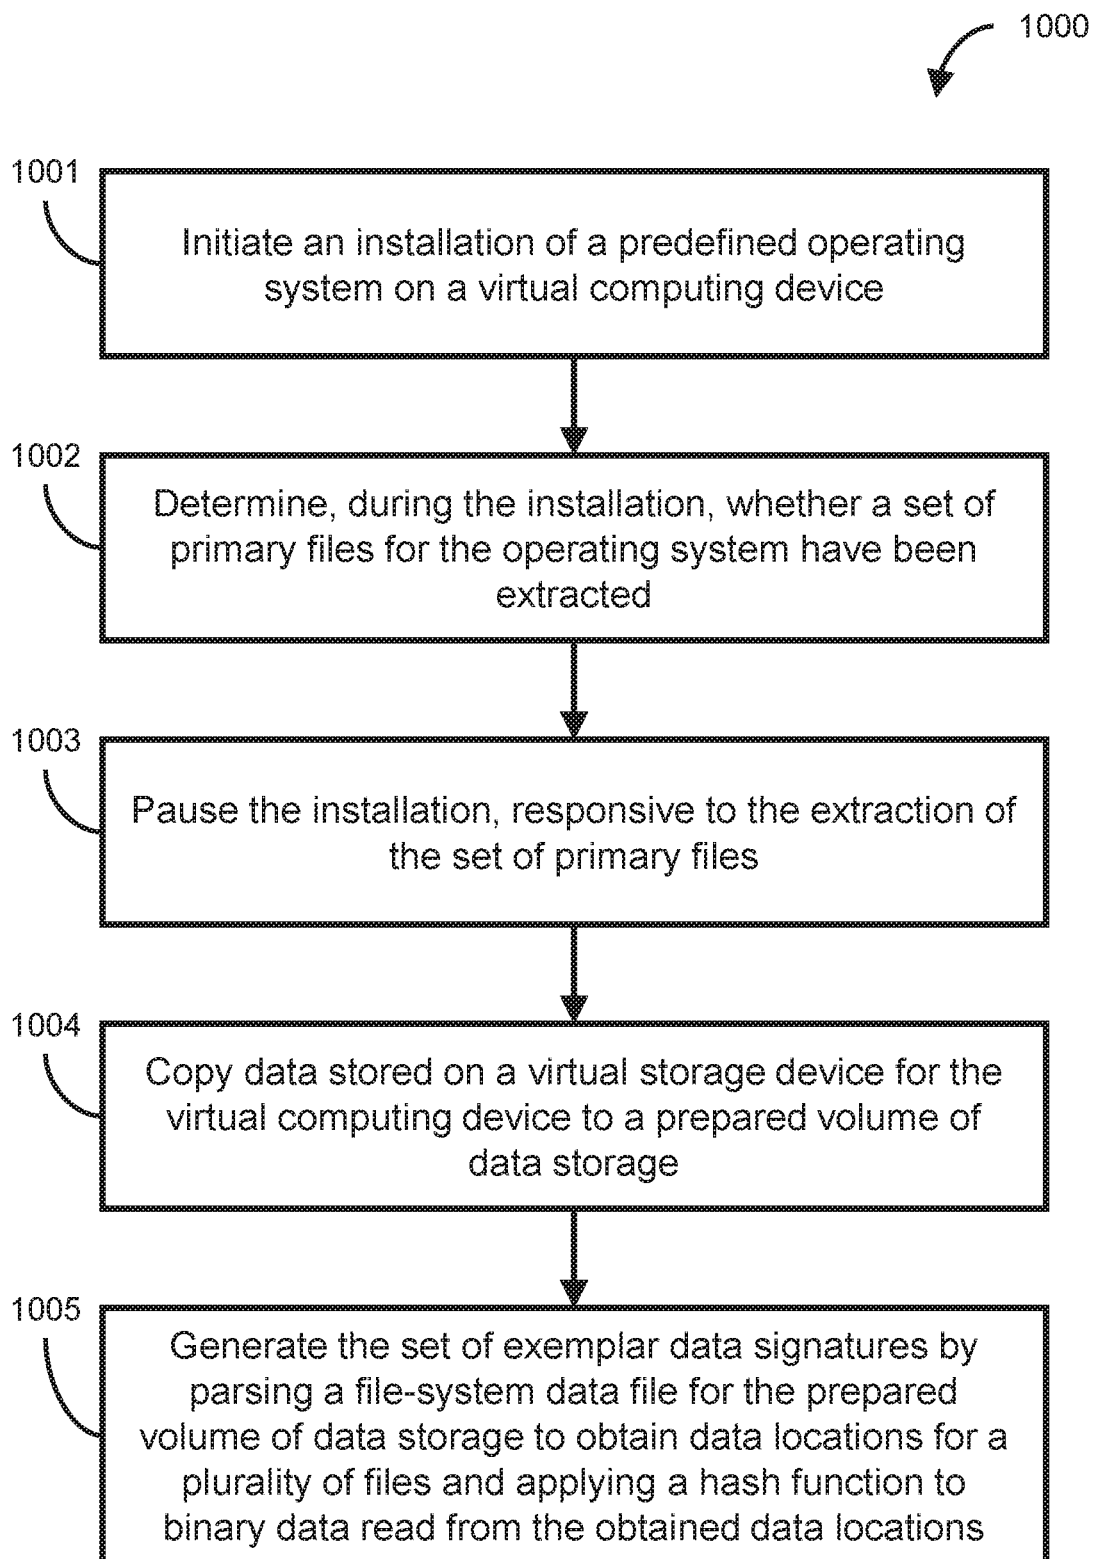 1000
1001
Initiate an installation of a predefined operating
system on a virtual computing device
1002
Determine, during the installation, whether a set of
primary files for the operating system have been
extracted
1003
Pause the installation, responsive to the extraction of
the set of primary files
1004
Copy data stored on a virtual storage device for the
virtual computing device to a prepared volume of
data storage
1005
Generate the set of exemplar data signatures by
parsing a file-system data file for the prepared
volume of data storage to obtain data locations for a
plurality of files and applying a hash function to
binary data read from the obtained data locations